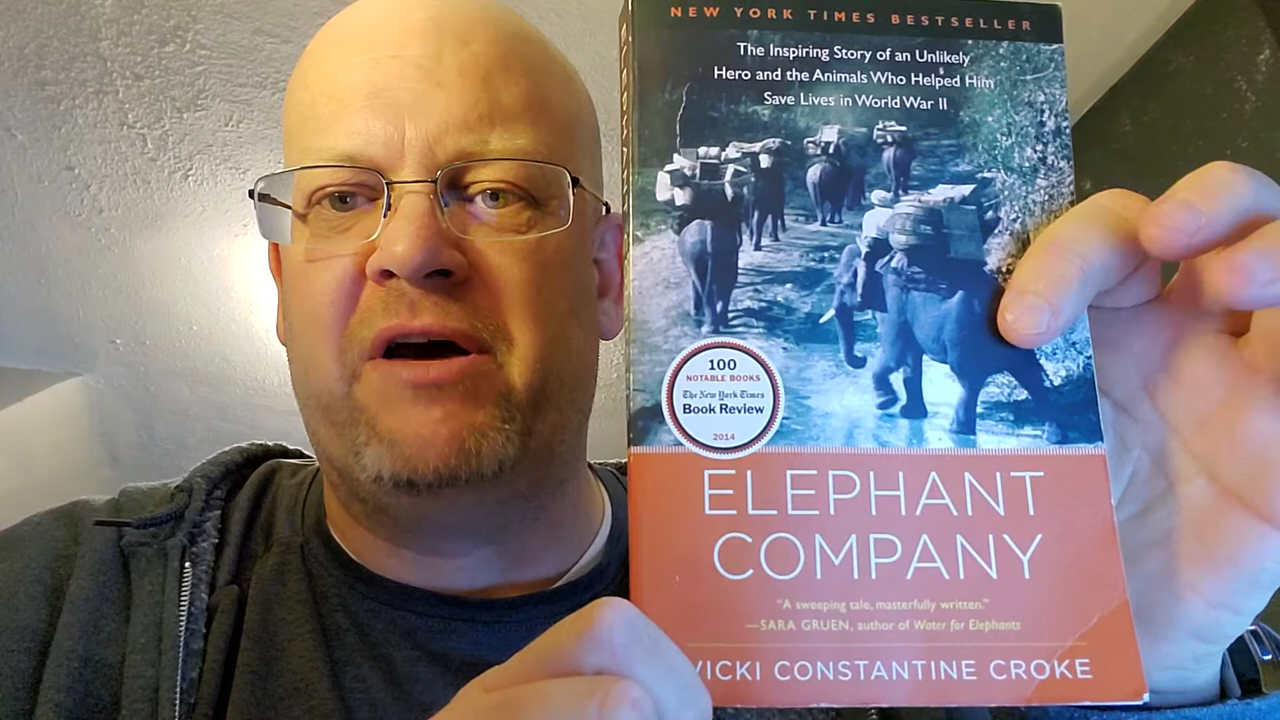 NEW YORK TIMES BESTSELLER
The Inspiring Story of an Unlikely
Hero and the Animals Who Helped Him
Save Lives in World War II
100
NOTABLE BOOKS
The New York Times
Book Review
2014
ELEPHANT
COMPANY
"A sweeping tale, masterfully written."
—SARA GRUEN, author of Water for Elephants
VICKI CONSTANTINE CROKE